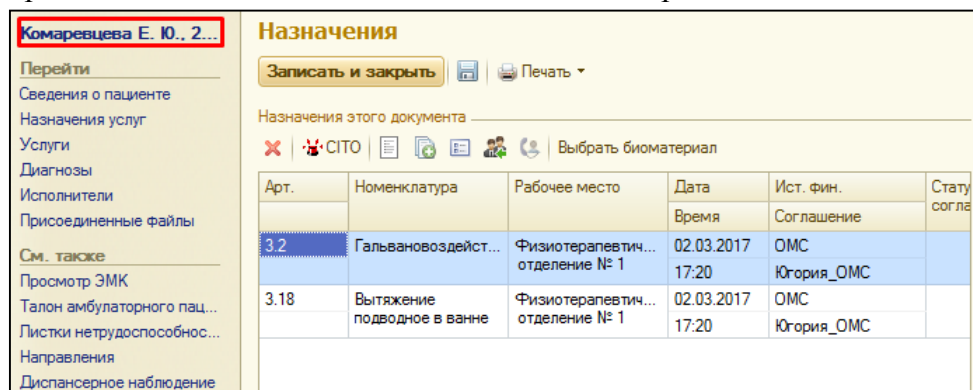 Комаревцева Е. Ю., 2...
Перейти
Сведения о пациенте
Назначения услуг
Услуги
Диагнозы
Исполнители
Присоединенные файлы
См. также
Просмотр ЭМК
Талон амбулаторного пац...
Листки нетрудоспособнос...
Направления
Диспансерное наблюдение
Назначения
Записать и закрыть Печать
Назначения этого документа
CITO Выбрать биоматериал
Арт. Номенклатура Рабочее место Дата Ист. фин. Стату
Время Соглашение согла
3.2 Гальвановоздейст... Физиотерапевтич... 02.03.2017 ОМС
отделение № 1 17:20 Югория_ОМС
3.18 Вытяжение Физиотерапевтич... 02.03.2017 ОМС
подводное в ванне отделение № 1 17:20 Югория_ОМС